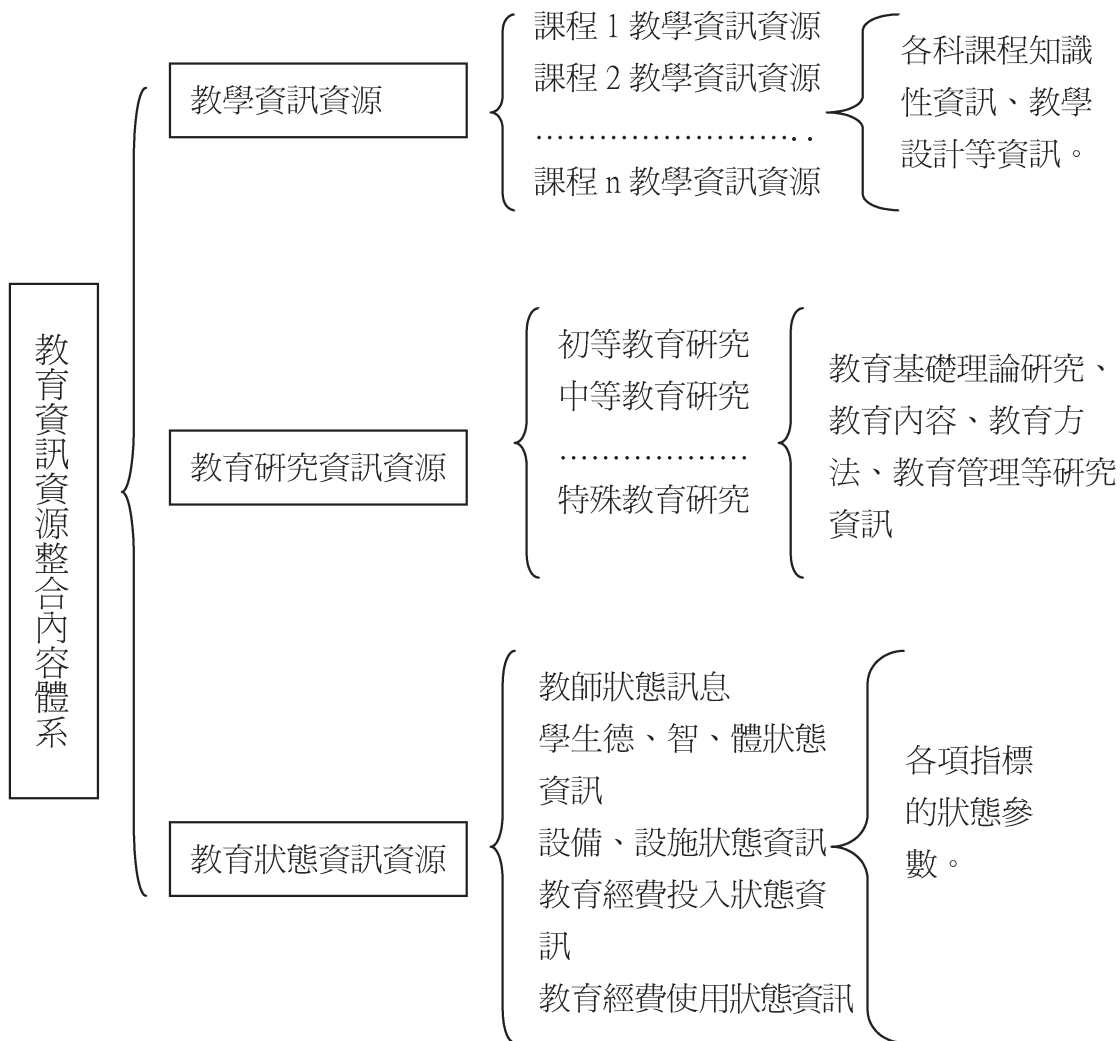 教育資訊資源整合內容體系
教學資訊資源
課程 1 教學資訊資源
課程 2 教學資訊資源
………………………. .
課程 n 教學資訊資源
各科課程知識
性資訊、教學
設計等資訊。
教育研究資訊資源
初等教育研究
中等教育研究
………………
特殊教育研究
教育基礎理論研究、
教育內容、教育方
法、教育管理等研究
資訊
教育狀態資訊資源
教師狀態訊息
學生德、智、體狀態
資訊
設備、設施狀態資訊
教育經費投入狀態資
訊
教育經費使用狀態資訊
各項指標
的狀態參
數。